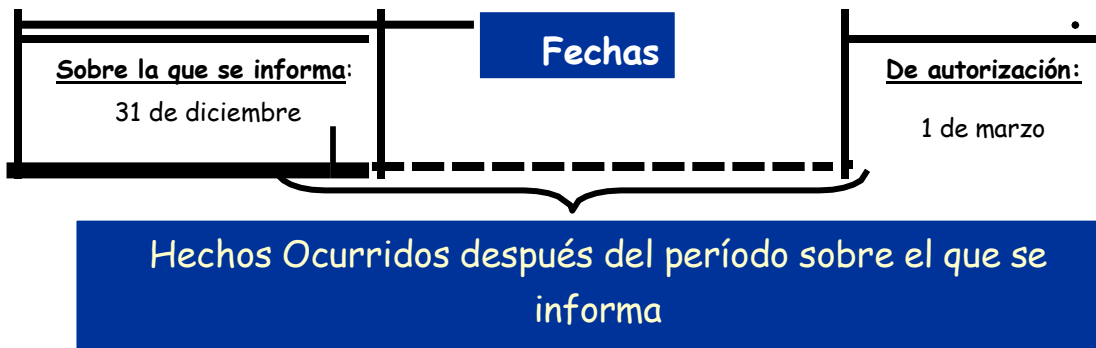 Fechas
Sobre la que se informa:
31 de diciembre
De autorización:
1 de marzo
Hechos Ocurridos después del período sobre el que se
informa